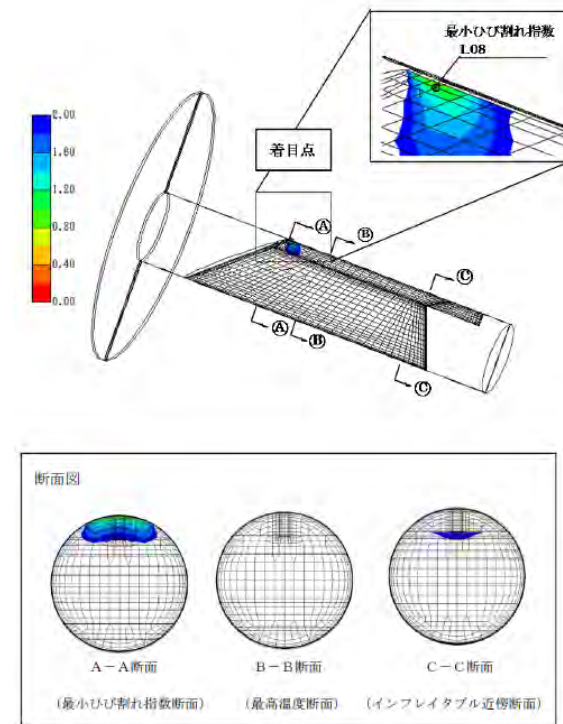 最小ひび割れ指数
1.08
着目点
2.00
1.60
1.20
0.80
0.40
0.00
Ⓐ
Ⓑ
Ⓒ
Ⓐ
Ⓑ
Ⓒ
断面図
A－A断面
B－B断面
C－C断面
(最小ひび割れ指数断面)
(最高温度断面)
(インフレイタブル近傍断面)